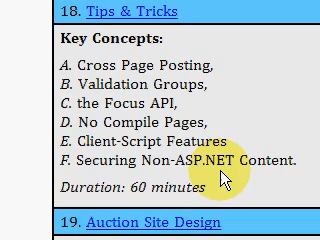 18. Tips & Tricks
Key Concepts:
A. Cross Page Posting,
B. Validation Groups,
C. the Focus API,
D. No Compile Pages,
E. Client-Script Features
F. Securing Non-ASP.NET Content.
Duration: 60 minutes
19. Auction Site Design